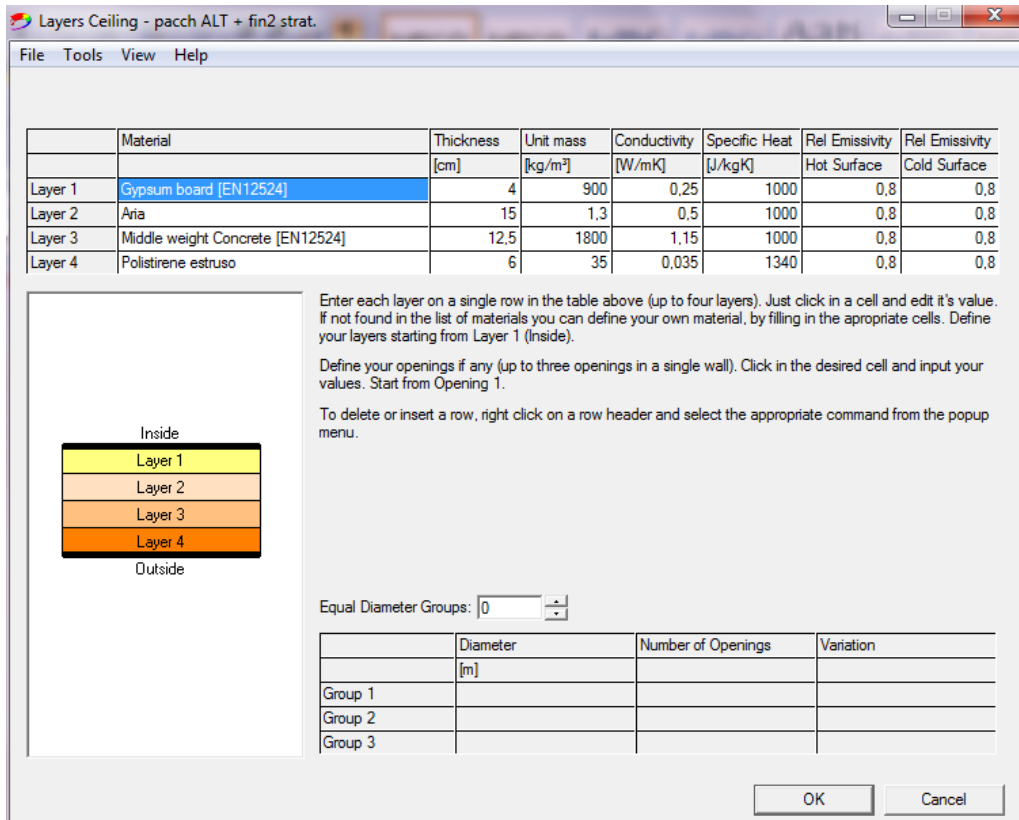 Layers Ceiling - pacch ALT + fin2 strat.
File Tools View Help
Material Thickness Unit mass Conductivity Specific Heat Rel Emissivity Rel Emissivity
[cm] [kg/m³] [W/mK] [J/kgK] Hot Surface Cold Surface
Layer 1 Gypsum board [EN12524] 4 900 0,25 1000 0,8 0,8
Layer 2 Aria 15 1,3 0,5 1000 0,8 0,8
Layer 3 Middle weight Concrete [EN12524] 12,5 1800 1,15 1000 0,8 0,8
Layer 4 Polistirene estruso 6 35 0,035 1340 0,8 0,8
Enter each layer on a single row in the table above (up to four layers). Just click in a cell and edit it's value.
If not found in the list of materials you can define your own material, by filling in the apropriate cells. Define
your layers starting from Layer 1 (Inside).
Define your openings if any (up to three openings in a single wall). Click in the desired cell and input your
values. Start from Opening 1.
To delete or insert a row, right click on a row header and select the appropriate command from the popup
menu.
Inside
Layer 1
Layer 2
Layer 3
Layer 4
Outside
Equal Diameter Groups: 0
Diameter Number of Openings Variation
[m]
Group 1
Group 2
Group 3
OK Cancel